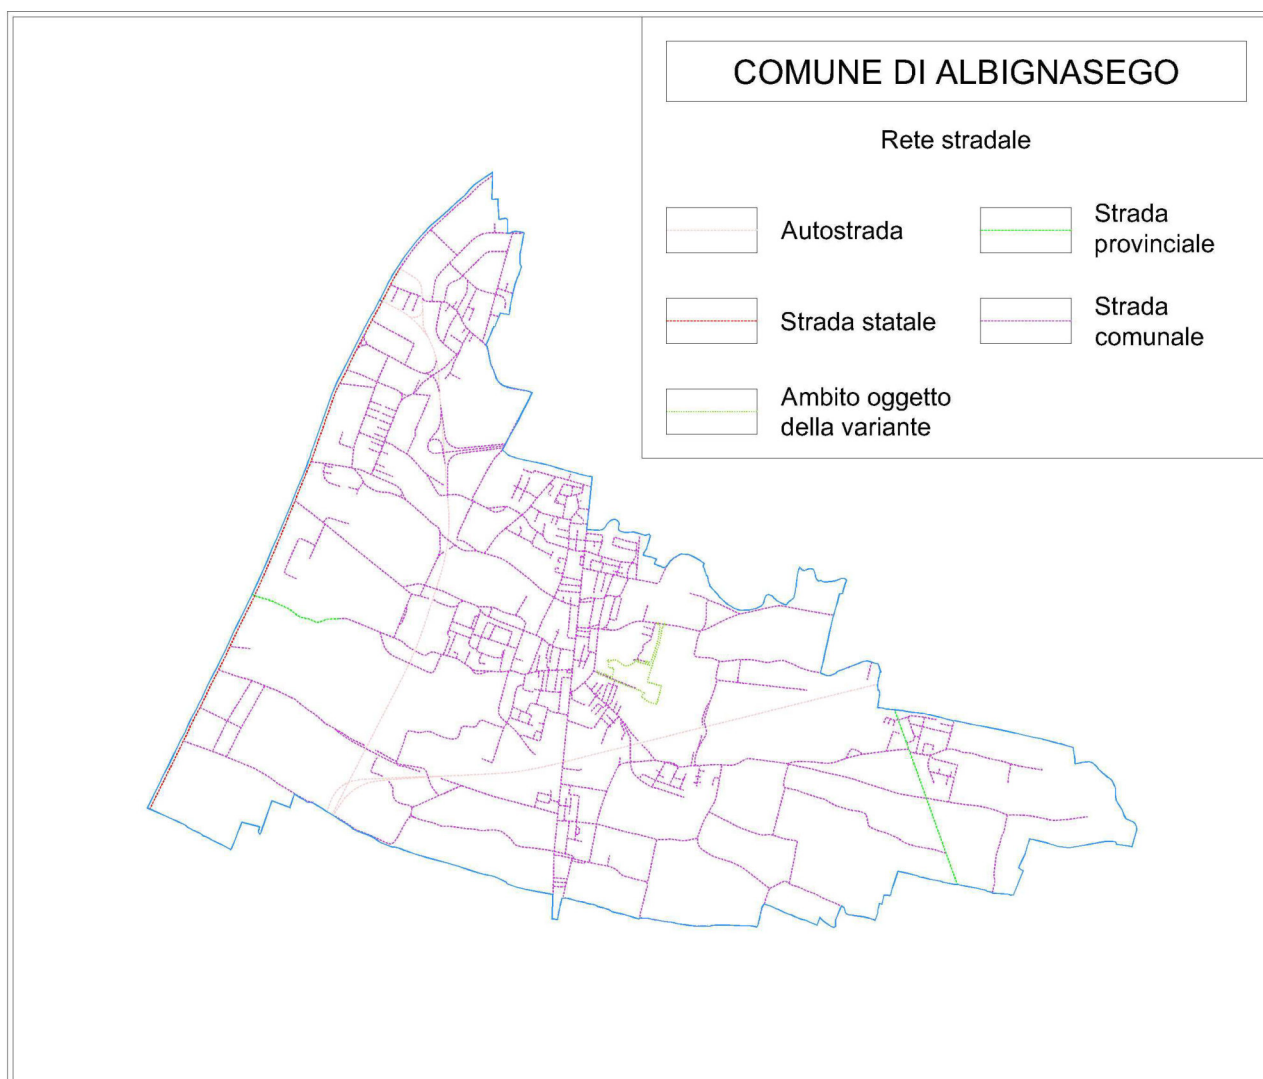 COMUNE DI ALBIGNASEGO
Rete stradale
Autostrada
Strada
provinciale
Strada statale
Strada
comunale
Ambito oggetto
della variante